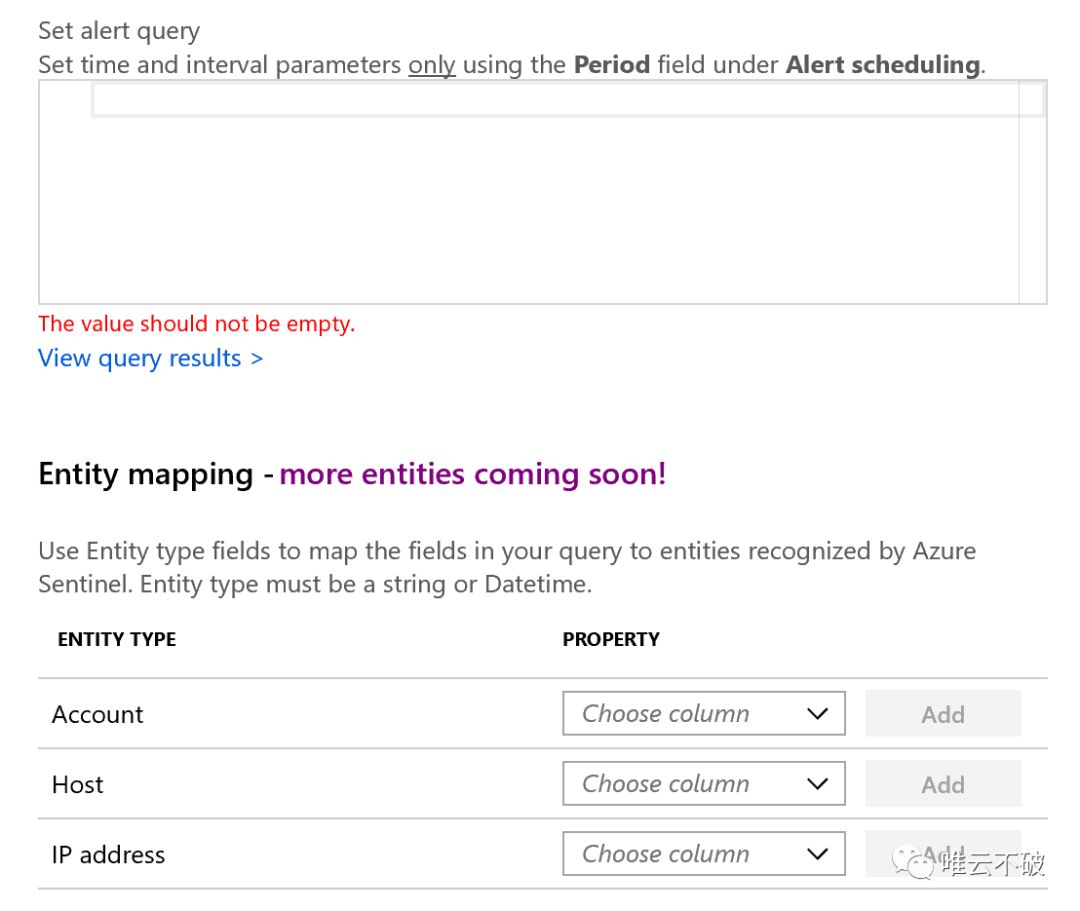 Set alert query
Set time and interval parameters only using the Period field under Alert scheduling.
The value should not be empty.
View query results >
Entity mapping - more entities coming soon!
Use Entity type fields to map the fields in your query to entities recognized by Azure
Sentinel. Entity type must be a string or Datetime.
ENTITY TYPE PROPERTY
Account Choose column Add
Host Choose column Add
IP address Choose column Add
唯云不破